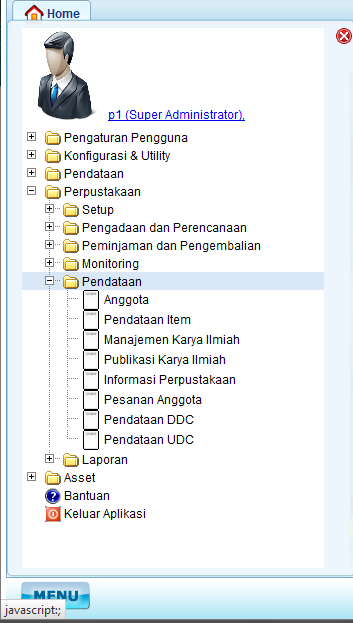 Home
p1 (Super Administrator),
Pengaturan Pengguna
Konfigurasi & Utility
Pendataan
Perpustakaan
Setup
Pengadaan dan Perencanaan
Peminjaman dan Pengembalian
Monitoring
Pendataan
Anggota
Pendataan Item
Manajemen Karya Ilmiah
Publikasi Karya Ilmiah
Informasi Perpustakaan
Pesanan Anggota
Pendataan DDC
Pendataan UDC
Laporan
Asset
Bantuan
Keluar Aplikasi
MENU
javascript:;